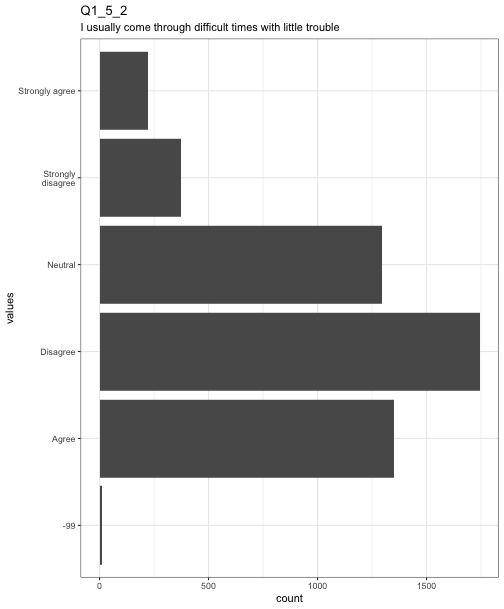 Q1_5_2
I usually come through difficult times with little trouble
Strongly agree
Strongly
disagree
Neutral
Disagree
Agree
-99
values
0
500
1000
1500
count